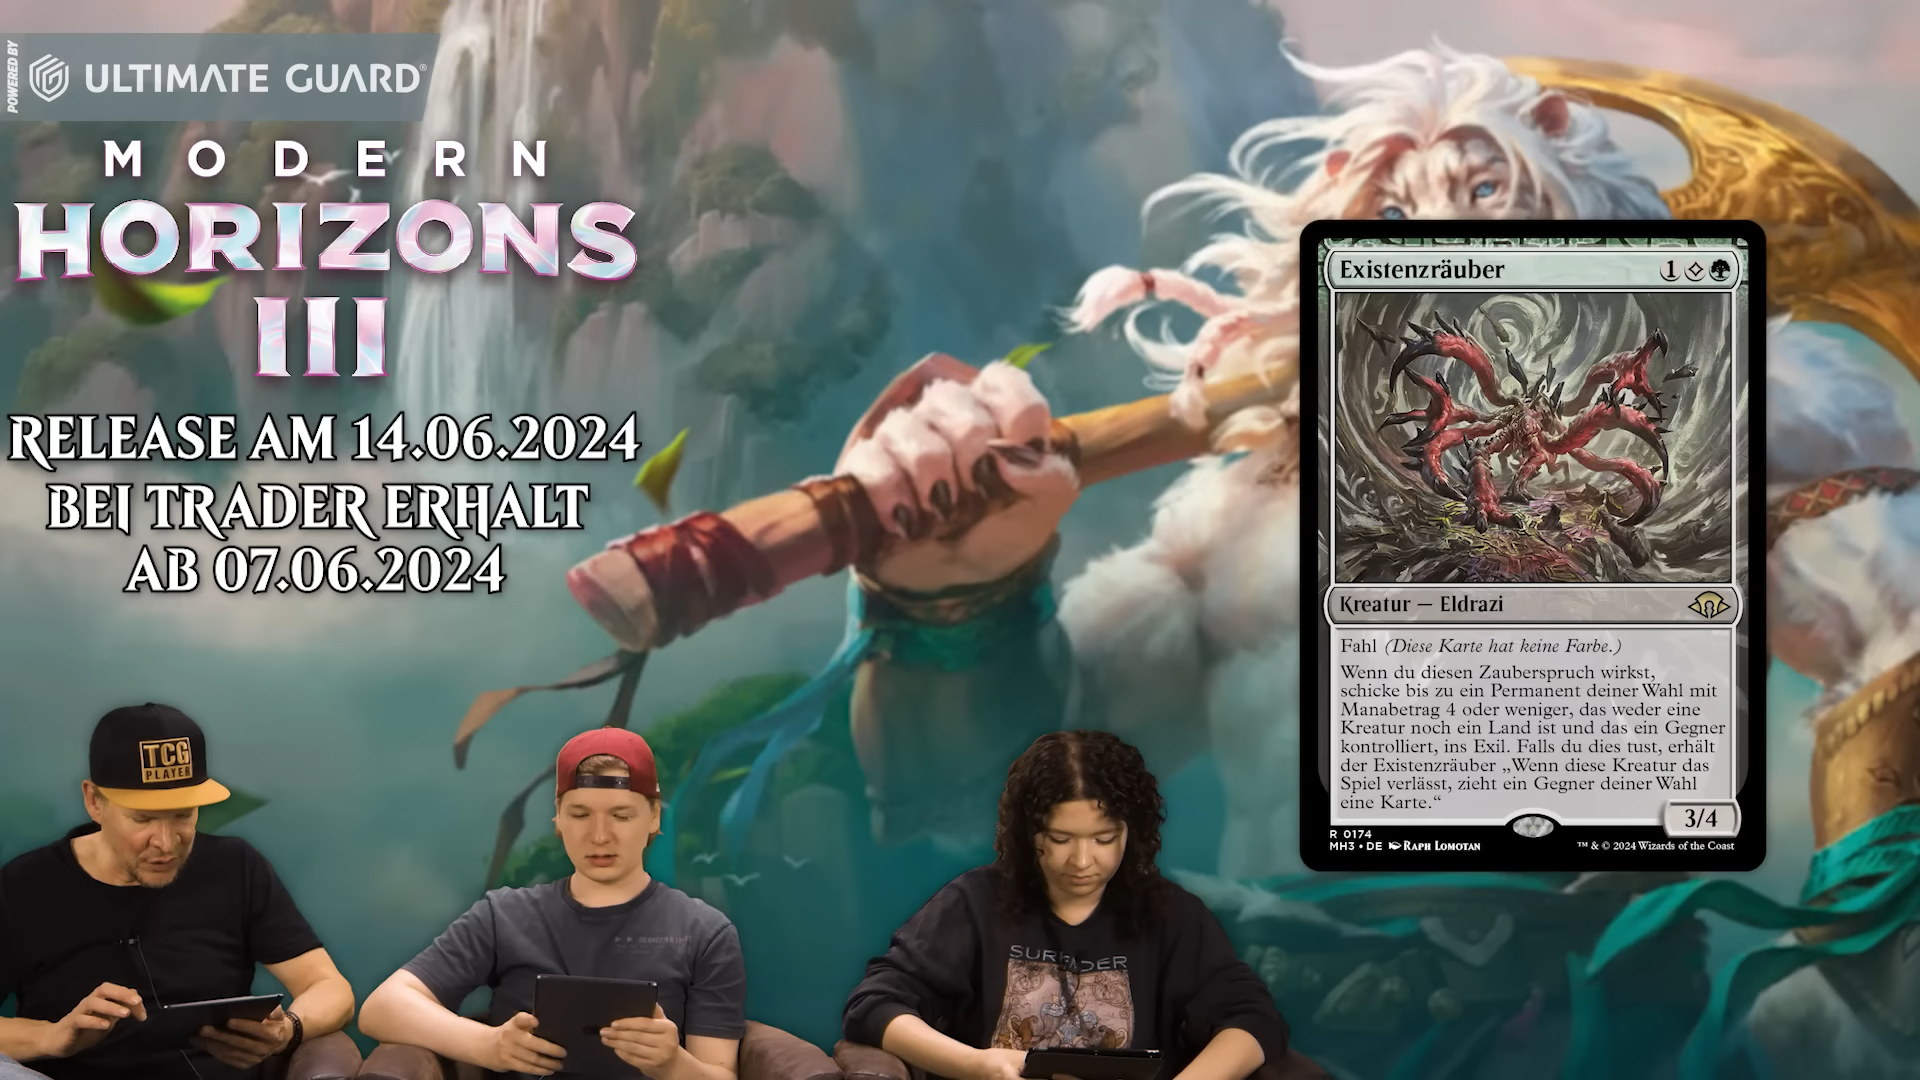 POWERED BY
ULTIMATE GUARD®
MODERN
HORIZONS
III
RELEASE AM 14.06.2024
BEI TRADER ERHALT
AB 07.06.2024
Existenzräuber 1
Kreatur — Eldrazi
Fahl (Diese Karte hat keine Farbe.)
Wenn du diesen Zauberspruch wirkst,
schicke bis zu ein Permanent deiner Wahl mit
Manabetrag 4 oder weniger, das weder eine
Kreatur noch ein Land ist und das ein Gegner
kontrolliert, ins Exil. Falls du dies tust, erhält
der Existenzräuber „Wenn diese Kreatur das
Spiel verlässt, zieht ein Gegner deiner Wahl
eine Karte.“
3/4
R 0174
MH3 • DE RAPH LOMOTAN
™ & © 2024 Wizards of the Coast
TCG
PLAYER